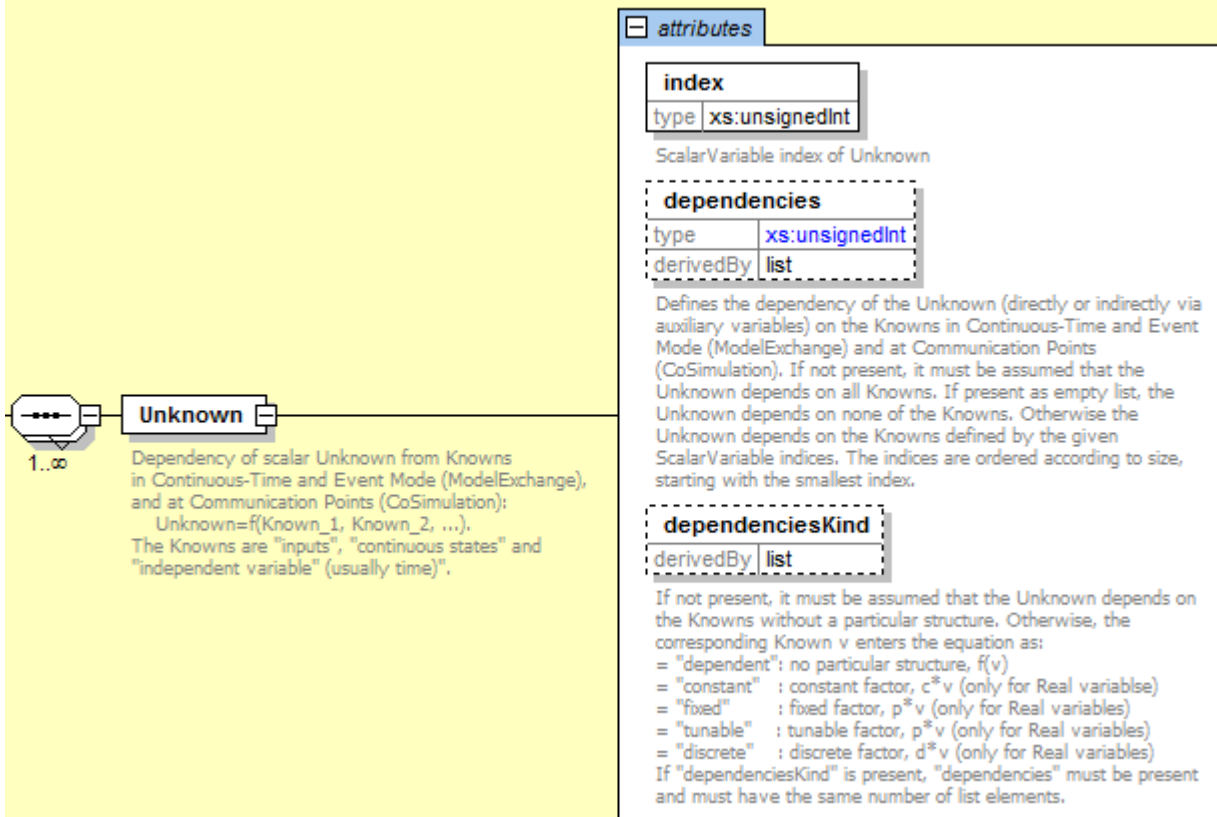 attributes
index
type xs:unsignedInt
ScalarVariable index of Unknown
dependencies
type xs:unsignedInt
derivedBy list
Defines the dependency of the Unknown (directly or indirectly via
auxiliary variables) on the Knowns in Continuous-Time and Event
Mode (ModelExchange) and at Communication Points
(CoSimulation). If not present, it must be assumed that the
Unknown depends on all Knowns. If present as empty list, the
Unknown depends on none of the Knowns. Otherwise the
Unknown depends on the Knowns defined by the given
ScalarVariable indices. The indices are ordered according to size,
starting with the smallest index.
Unknown
1..∞
Dependency of scalar Unknown from Knowns
in Continuous-Time and Event Mode (ModelExchange),
and at Communication Points (CoSimulation):
Unknown=f(Known_1, Known_2, ...).
The Knowns are "inputs", "continuous states" and
"independent variable" (usually time)".
dependenciesKind
derivedBy list
If not present, it must be assumed that the Unknown depends on
the Knowns without a particular structure. Otherwise, the
corresponding Known v enters the equation as:
= "dependent": no particular structure, f(v)
= "constant" : constant factor, c*v (only for Real variablse)
= "fixed" : fixed factor, p*v (only for Real variables)
= "tunable" : tunable factor, p*v (only for Real variables)
= "discrete" : discrete factor, d*v (only for Real variables)
If "dependenciesKind" is present, "dependencies" must be present
and must have the same number of list elements.